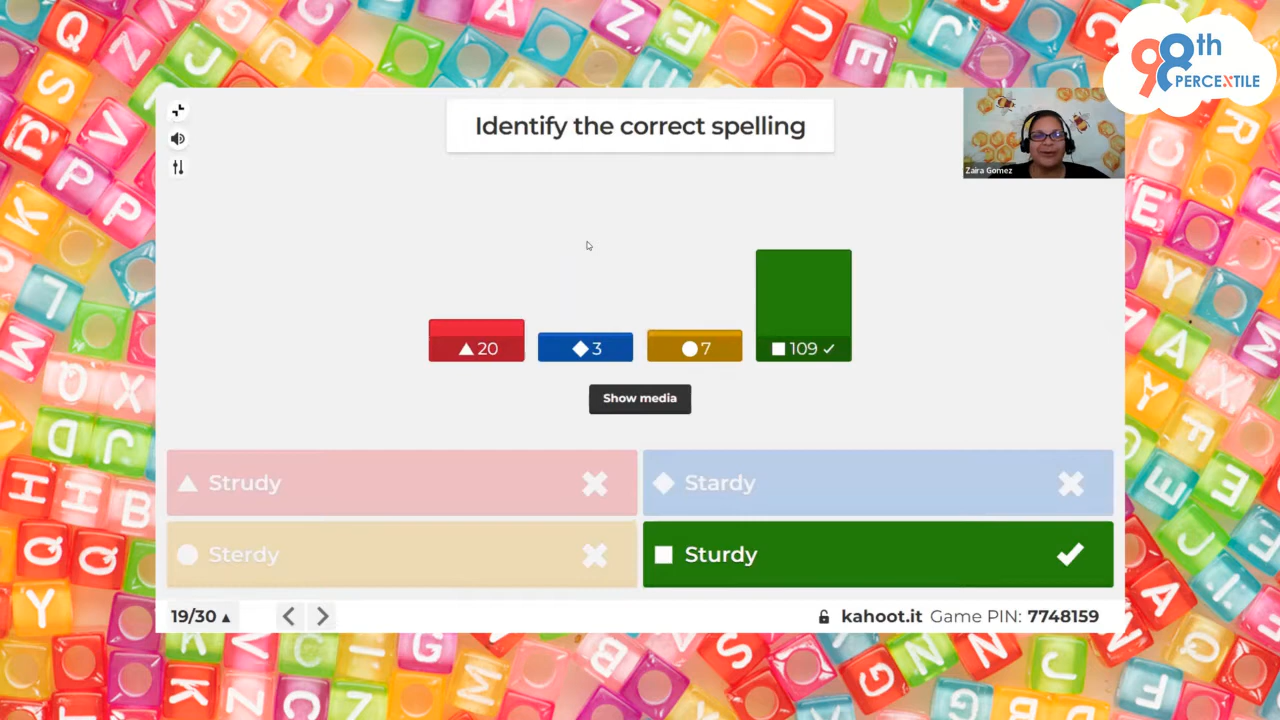 98th
PERCEXTILE
Identify the correct spelling
Zaira Gomez
20
3
7
109
Show media
Strudy
Stardy
Sterdy
Sturdy
19/30
kahoot.it Game PIN: 7748159